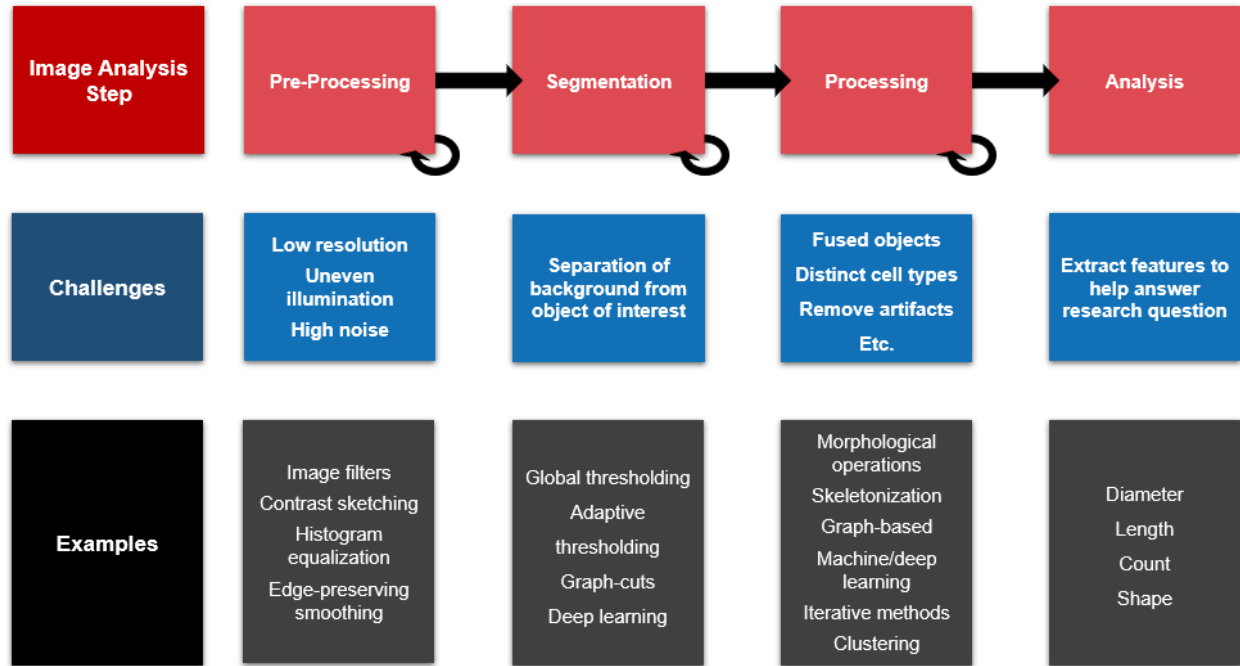 Image Analysis
Step
Pre-Processing
Segmentation
Processing
Analysis
Challenges
Low resolution
Uneven
illumination
High noise
Separation of
background from
object of interest
Fused objects
Distinct cell types
Remove artifacts
Etc.
Extract features to
help answer
research question
Examples
Image filters
Contrast sketching
Histogram
equalization
Edge-preserving
smoothing
Global thresholding
Adaptive
thresholding
Graph-cuts
Deep learning
Morphological
operations
Skeletonization
Graph-based
Machine/deep
learning
Iterative methods
Clustering
Diameter
Length
Count
Shape